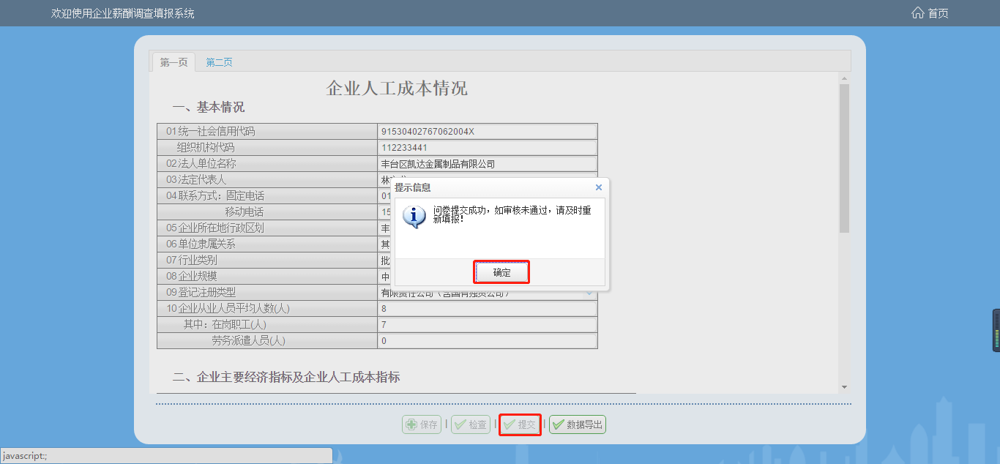 欢迎使用企业薪酬调查填报系统
首页
第一页 第二页
企业人工成本情况
一、基本情况
01统一社会信用代码 91530402767062004X
组织机构代码 112233441
02法人单位名称 丰台区凯达金属制品有限公司
03法定代表人 林
04联系方式：固定电话 01
移动电话 15
05企业所在地行政区划 丰
06单位隶属关系 其
07行业类别 批
08企业规模 中
09登记注册类型 有限责任公司（含国有独资公司）
10企业从业人员平均人数(人) 8
其中：在岗职工(人) 7
劳务派遣人员(人) 0
提示信息
问卷提交成功，如审核未通过，请及时重
新填报！
确定
二、企业主要经济指标及企业人工成本指标
保存 | 检查 | 提交 | 数据导出
javascript:;